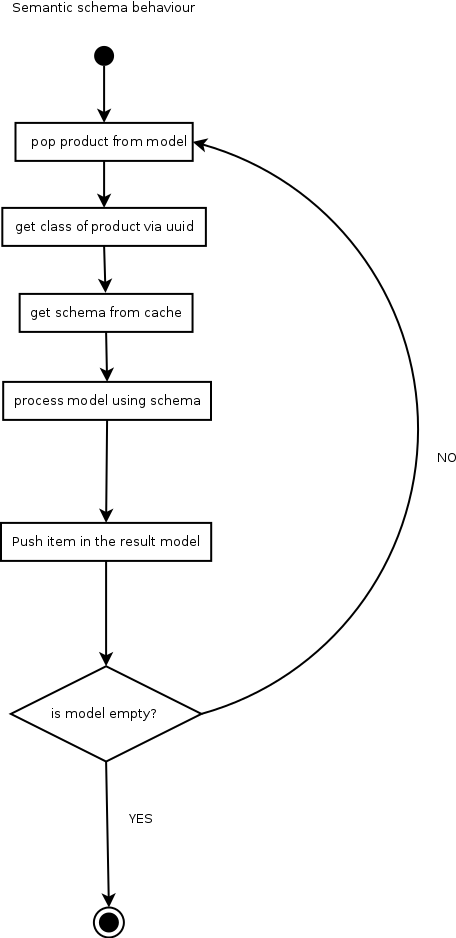 Semantic schema behaviour
pop product from model
get class of product via uuid
get schema from cache
process model using schema
NO
Push item in the result model
is model empty?
YES